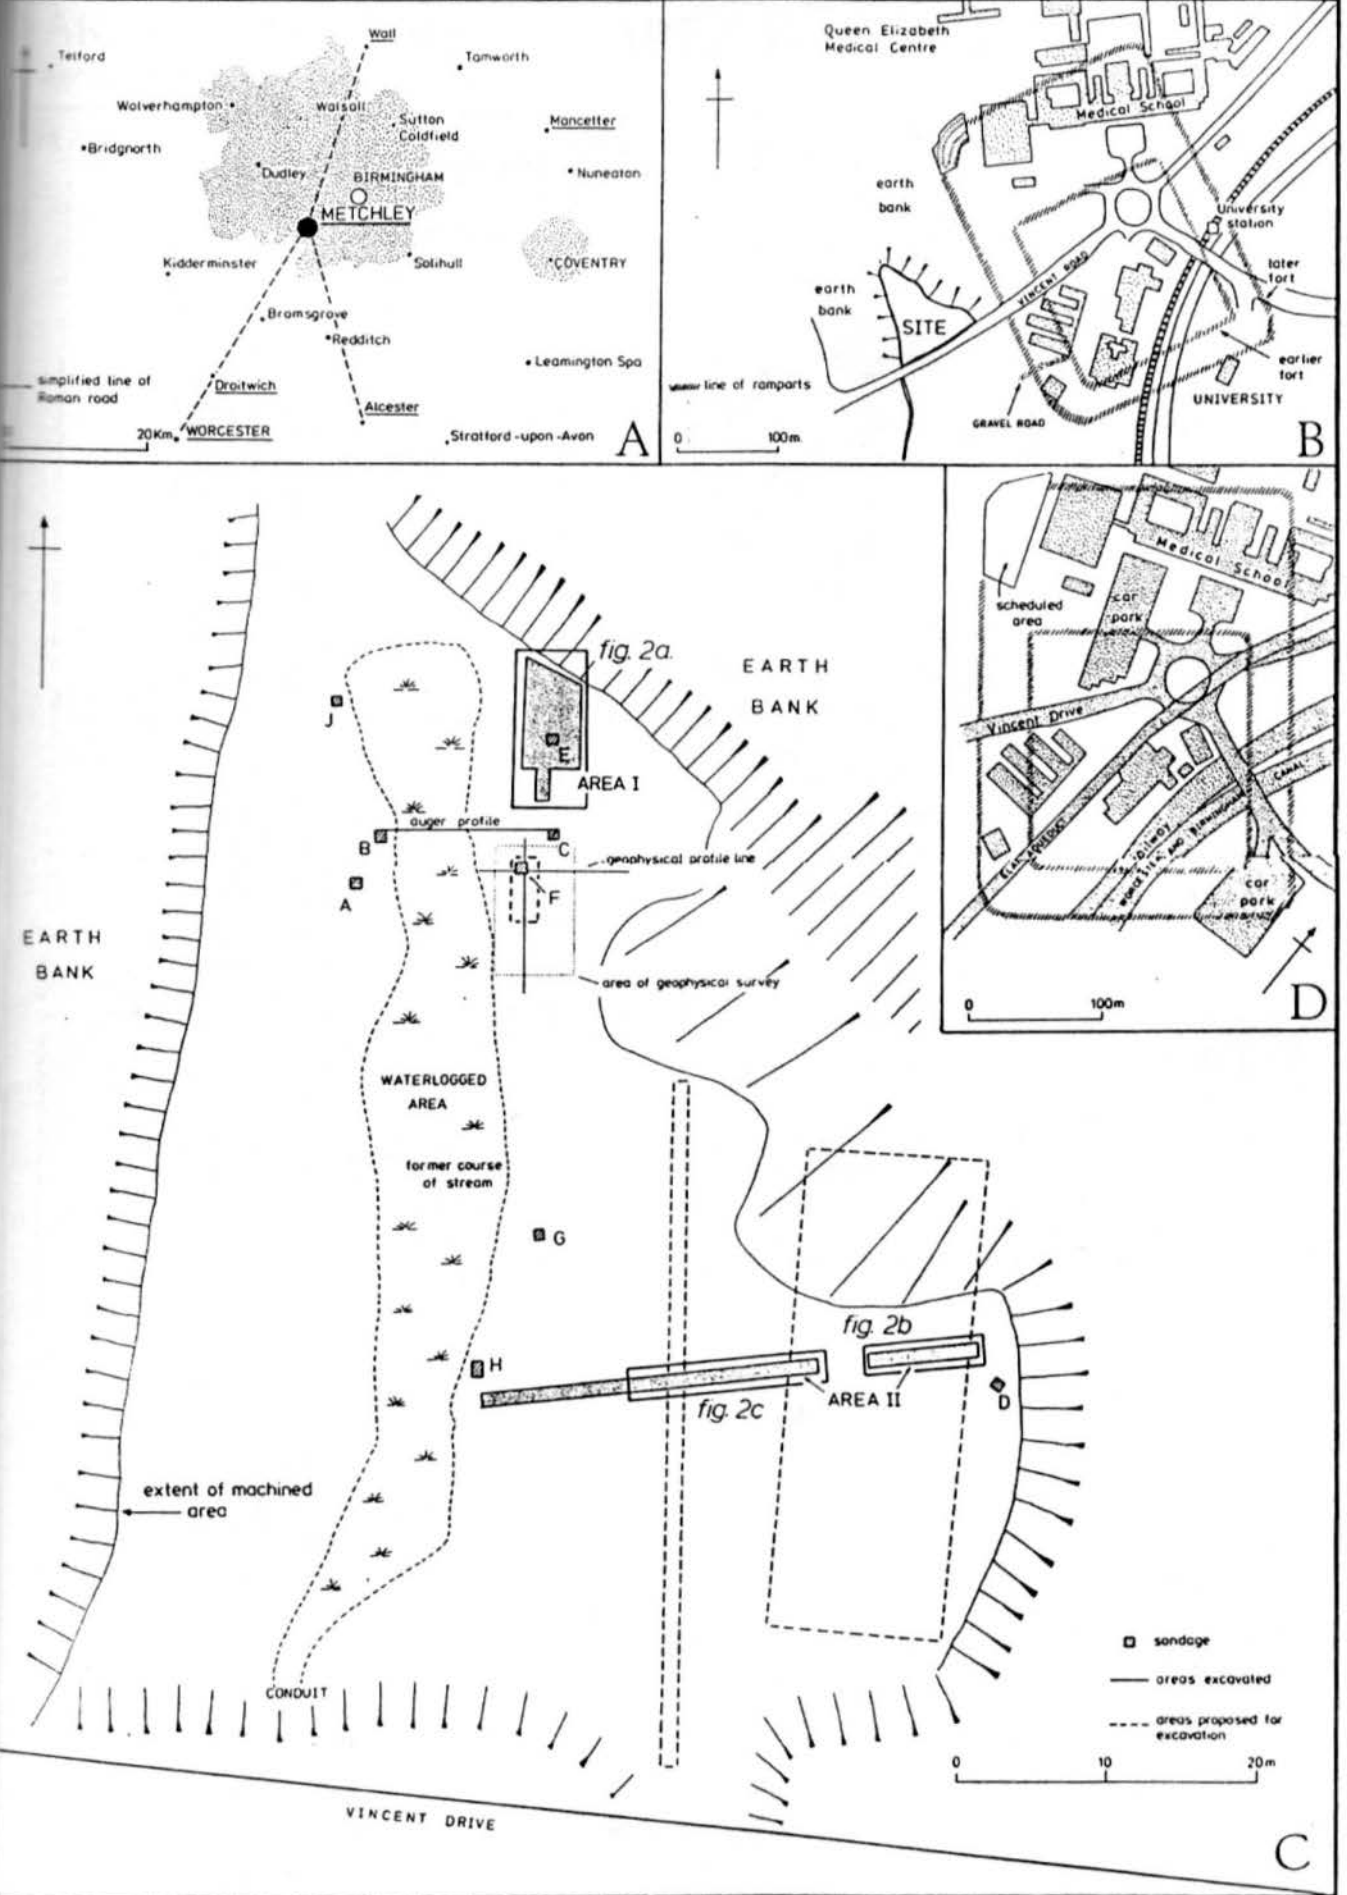 Wall
Telford
Tamworth
Wolverhampton
Walsall
Sutton
Coldfield
Mancetter
Bridgnorth
Dudley
BIRMINGHAM
Nuneaton
METCHLEY
Kidderminster
Solihull
COVENTRY
Bromsgrove
Redditch
Leamington Spa
simplified line of
Roman road
Droitwich
Alcester
20Km
WORCESTER
Stratford-upon-Avon
A
Queen Elizabeth
Medical Centre
Medical School
earth
bank
University
station
later
fort
earth
bank
VINCENT ROAD
SITE
line of ramparts
earlier
fort
UNIVERSITY
GRAVEL ROAD
0
100m
B
Medical School
scheduled
area
car
park
Vincent Drive
CANAL
ELAN AQUEDUCT
railway
WORCESTER AND BIRMINGHAM
car
park
0
100m
D
fig. 2a
EARTH
BANK
J
E
AREA I
auger profile
B
C
geophysical profile line
A
F
EARTH
BANK
area of geophysical survey
WATERLOGGED
AREA
former course
of stream
G
fig. 2b
H
AREA II
D
fig. 2c
extent of machined
area
sondage
areas excavated
CONDUIT
areas proposed for
excavation
0
10
20m
VINCENT DRIVE
C